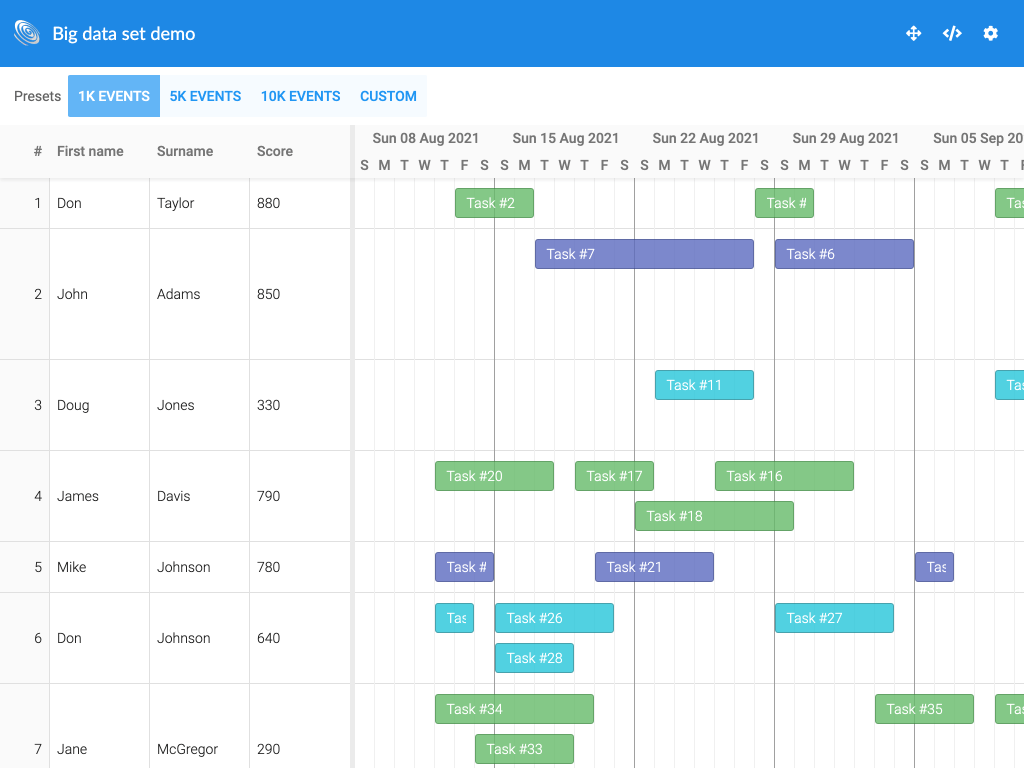 Big data set demo
Presets 1K EVENTS 5K EVENTS 10K EVENTS CUSTOM
# First name Surname Score
Sun 08 Aug 2021 Sun 15 Aug 2021 Sun 22 Aug 2021 Sun 29 Aug 2021 Sun 05 Sep 20
S M T W T F S S M T W T F S S M T W T F S S M T W T F S S M T W T F
1 Don Taylor 880 Task #2 Task # Tas
2 John Adams 850 Task #7 Task #6
3 Doug Jones 330 Task #11 Tas
4 James Davis 790 Task #20 Task #17 Task #16
Task #18
5 Mike Johnson 780 Task # Task #21 Tas
6 Don Johnson 640 Tas Task #26 Task #27
Task #28
7 Jane McGregor 290 Task #34 Task #35 Tas
Task #33